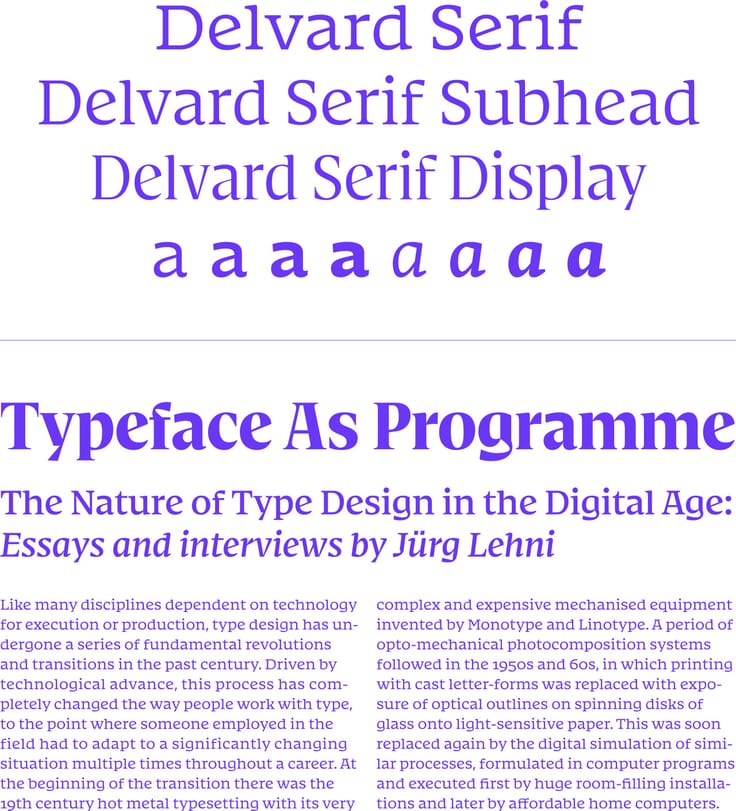 Delvard Serif
Delvard Serif Subhead
Delvard Serif Display
a a a a a a a a
Typeface As Programme
The Nature of Type Design in the Digital Age:
Essays and interviews by Jürg Lehni
Like many disciplines dependent on technology
for execution or production, type design has un-
dergone a series of fundamental revolutions
and transitions in the past century. Driven by
technological advance, this process has com-
pletely changed the way people work with type,
to the point where someone employed in the
field had to adapt to a significantly changing
situation multiple times throughout a career. At
the beginning of the transition there was the
19th century hot metal typesetting with its very
complex and expensive mechanised equipment
invented by Monotype and Linotype. A period of
opto-mechanical photocomposition systems
followed in the 1950s and 60s, in which printing
with cast letter-forms was replaced with expo-
sure of optical outlines on spinning disks of
glass onto light-sensitive paper. This was soon
replaced again by the digital simulation of simi-
lar processes, formulated in computer programs
and executed first by huge room-filling installa-
tions and later by affordable home computers.